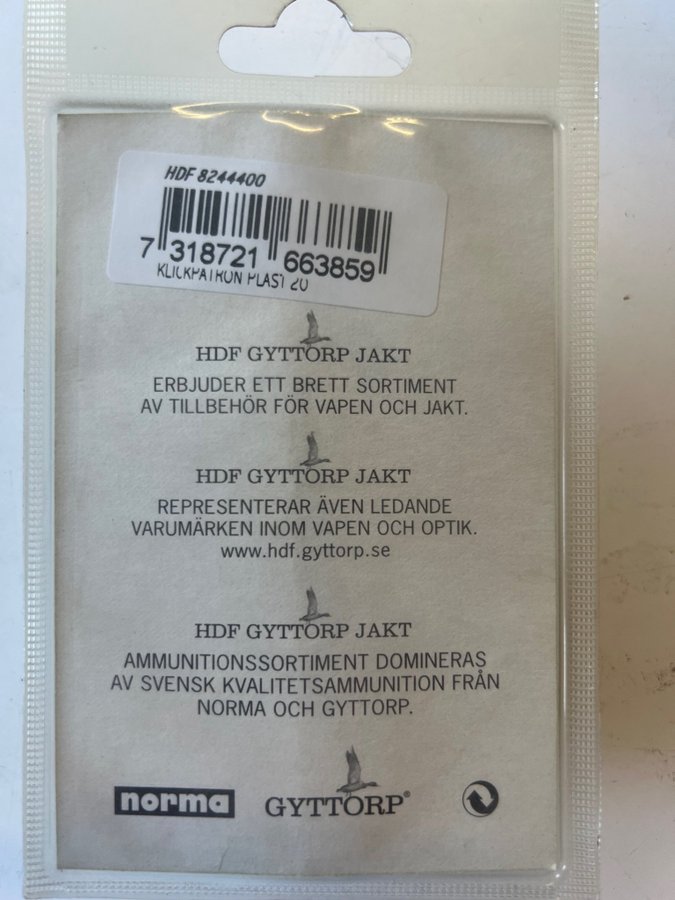 HDF 8244400
7 318721 663859
KLICKPATRON PLAST 20
HDF GYTTORP JAKT
ERBJUDER ETT BRETT SORTIMENT
AV TILLBEHÖR FÖR VAPEN OCH JAKT.
HDF GYTTORP JAKT
REPRESENTERAR ÄVEN LEDANDE
VARUMÄRKEN INOM VAPEN OCH OPTIK.
www.hdf.gyttorp.se
HDF GYTTORP JAKT
AMMUNITIONSSORTIMENT DOMINERAS
AV SVENSK KVALITETSAMMUNITION FRÅN
NORMA OCH GYTTORP.
norma GYTTORP®